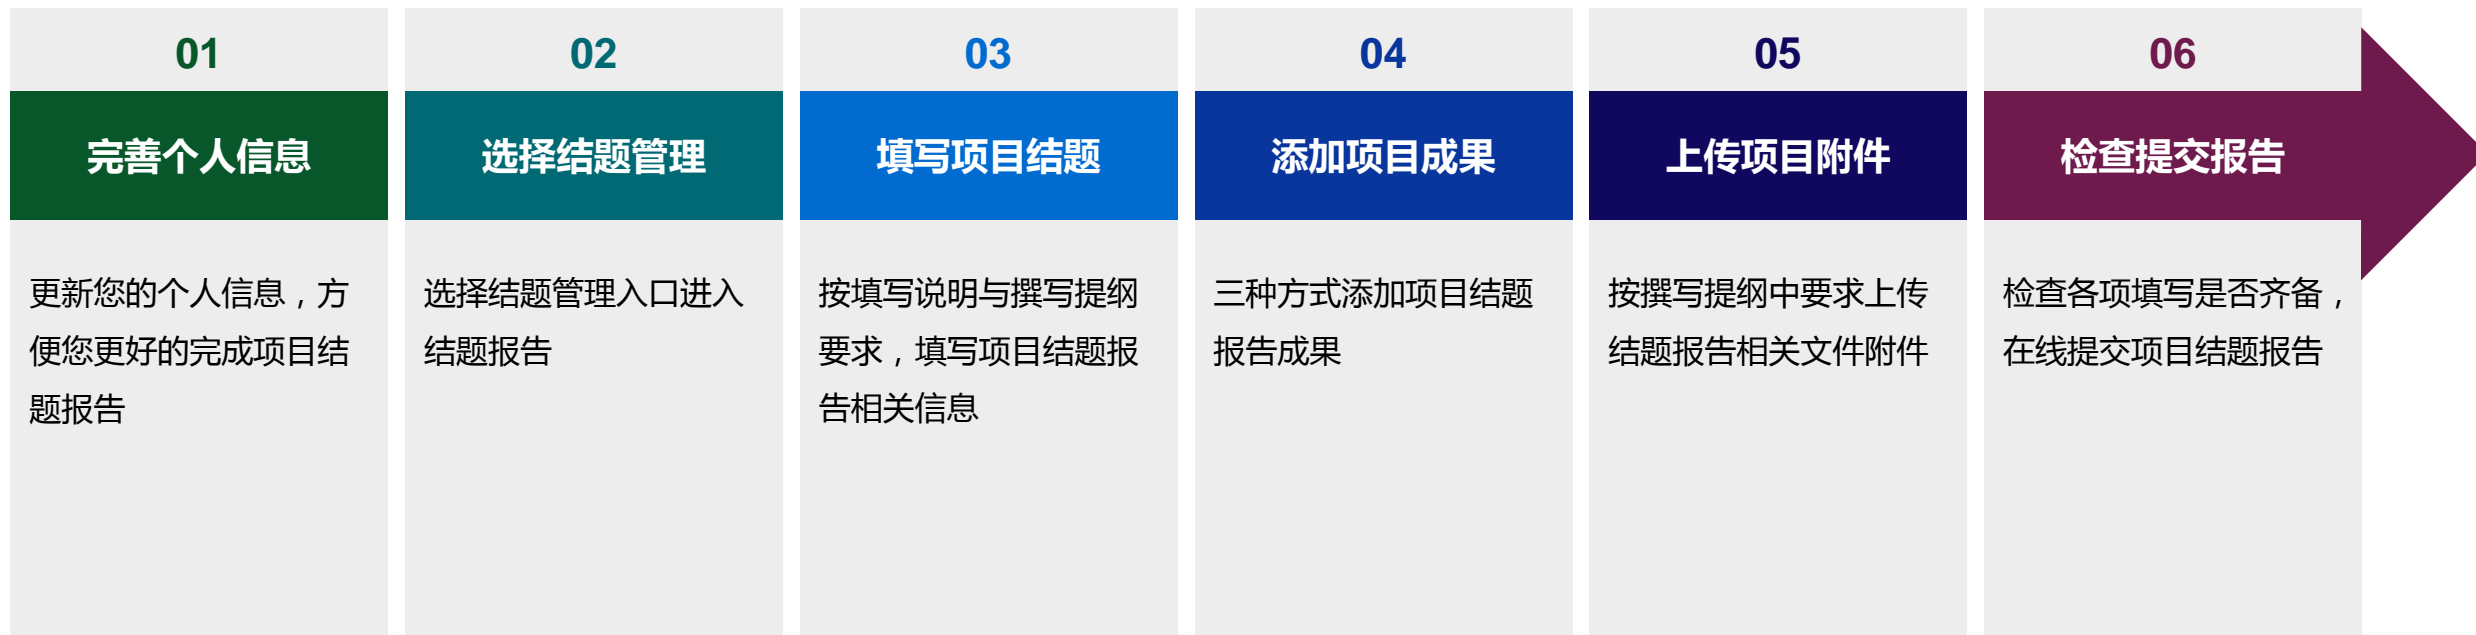 01
完善个人信息
更新您的个人信息，方
便您更好的完成项目结
题报告
02
选择结题管理
选择结题管理入口进入
结题报告
03
填写项目结题
按填写说明与撰写提纲
要求，填写项目结题报
告相关信息
04
添加项目成果
三种方式添加项目结题
报告成果
05
上传项目附件
按撰写提纲中要求上传
结题报告相关文件附件
06
检查提交报告
检查各项填写是否齐备，
在线提交项目结题报告